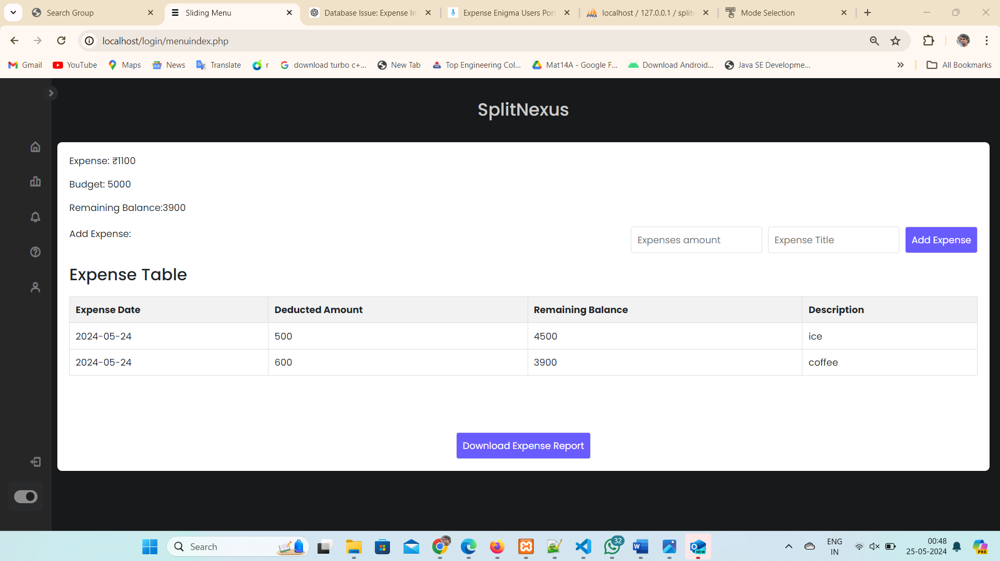 Search Group
Sliding Menu
Database Issue: Expense In
Expense Enigma Users Port
localhost / 127.0.0.1 / splite
Mode Selection
localhost/login/menuindex.php
Gmail
YouTube
Maps
News
Translate
r
download turbo c+...
New Tab
Top Engineering Col...
Mat14A - Google F...
Download Android...
Java SE Developme...
All Bookmarks
SplitNexus
Expense: ₹1100
Budget: 5000
Remaining Balance:3900
Add Expense:
Expenses amount
Expense Title
Add Expense
Expense Table
Expense Date Deducted Amount Remaining Balance Description
2024-05-24 500 4500 ice
2024-05-24 600 3900 coffee
Download Expense Report
Search
32
NEW
ENG
IN
00:48
25-05-2024
PRE